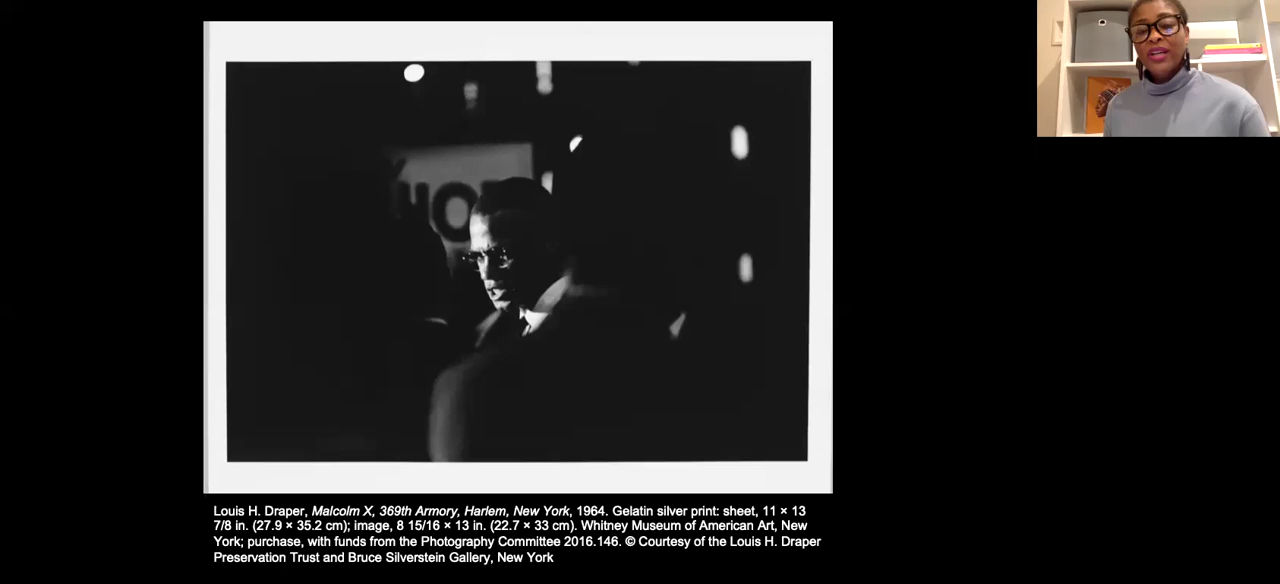 HO
Louis H. Draper, Malcolm X, 369th Armory, Harlem, New York, 1964. Gelatin silver print: sheet, 11 × 13
7/8 in. (27.9 × 35.2 cm); image, 8 15/16 × 13 in. (22.7 × 33 cm). Whitney Museum of American Art, New
York; purchase, with funds from the Photography Committee 2016.146. © Courtesy of the Louis H. Draper
Preservation Trust and Bruce Silverstein Gallery, New York